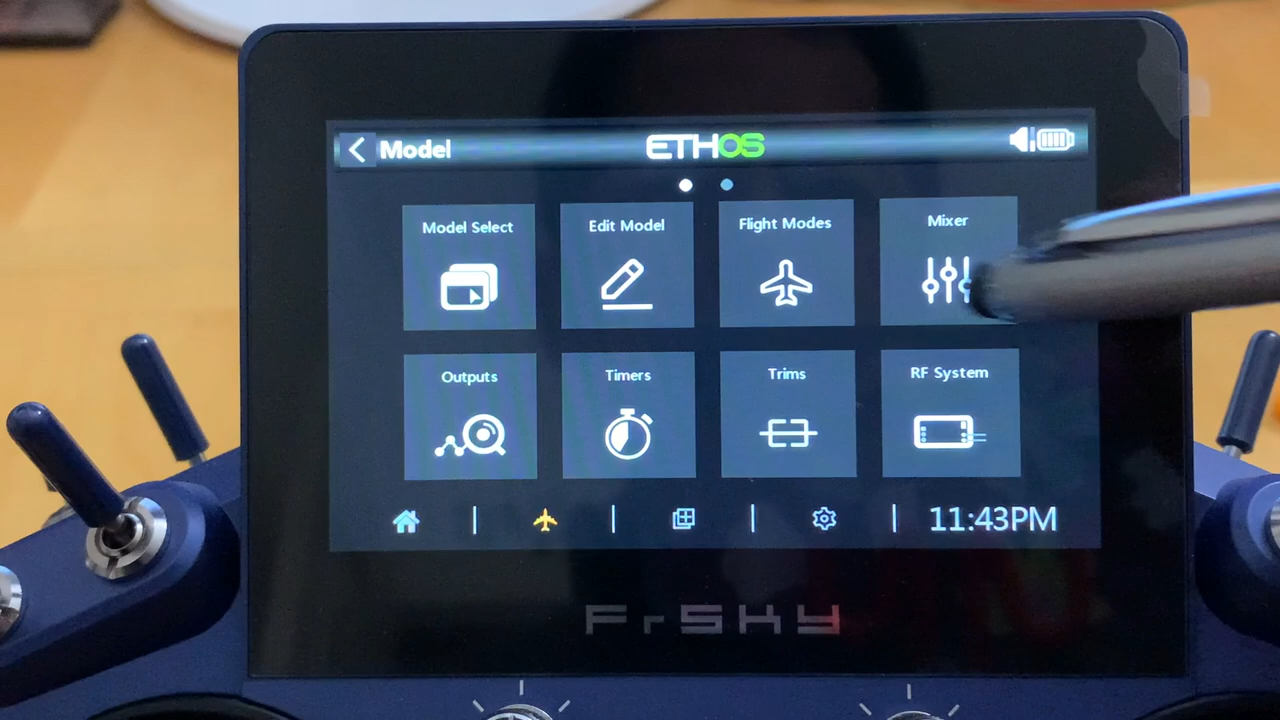 Model
ETHOS
Model Select
Edit Model
Flight Modes
Mixer
Outputs
Timers
Trims
RF System
11:43PM
FrSKY